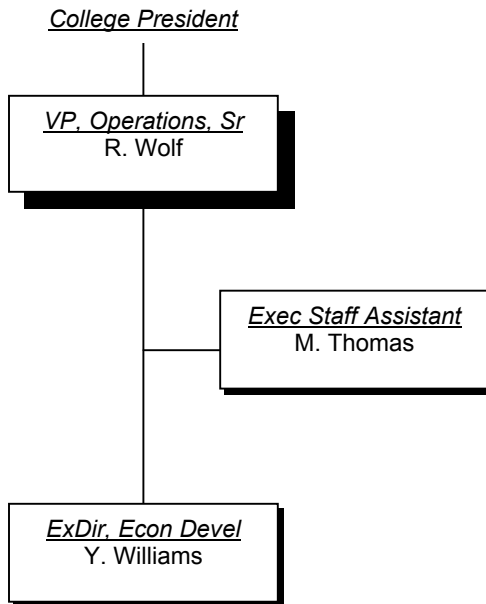 College President
VP, Operations, Sr
R. Wolf
Exec Staff Assistant
M. Thomas
ExDir, Econ Devel
Y. Williams